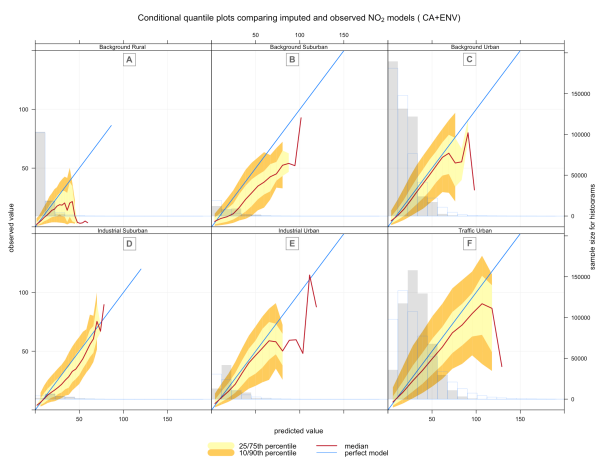 Conditional quantile plots comparing imputed and observed NO2 models ( CA+ENV)
50 100 150
Background Rural Background Suburban Background Urban
A B C
100
50
150000
100000
50000
0
Industrial Suburban Industrial Urban Traffic Urban
D E F
100
50
150000
100000
50000
0
50 100 150 50 100 150
observed value
sample size for histograms
predicted value
25/75th percentile median
10/90th percentile perfect model